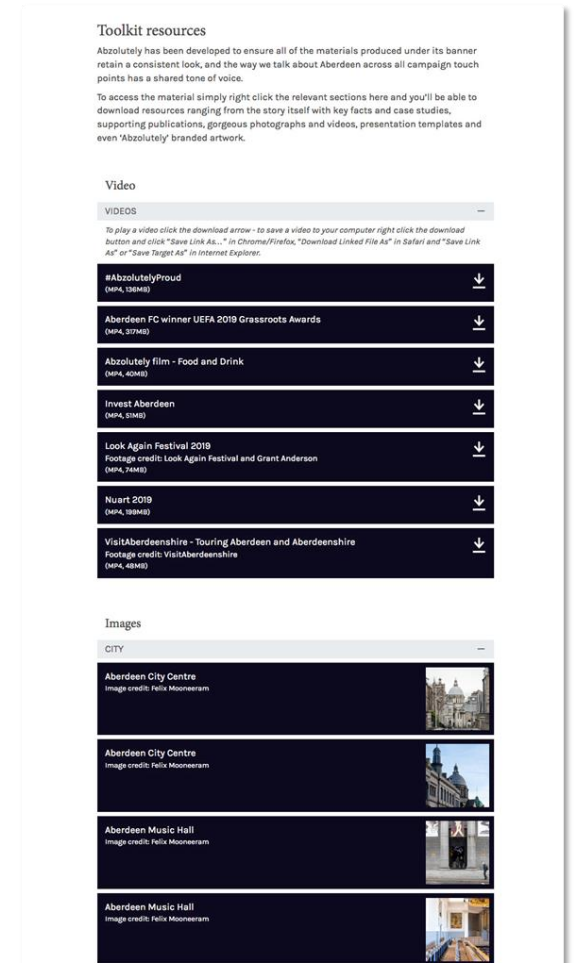 Toolkit resources
Abzolutely has been developed to ensure all of the materials produced under its banner
retain a consistent look, and the way we talk about Aberdeen across all campaign touch
points has a shared tone of voice.
To access the material simply right click the relevant sections here and you'll be able to
download resources ranging from the story itself with key facts and case studies,
supporting publications, gorgeous photographs and videos, presentation templates and
even 'Abzolutely' branded artwork.
Video
VIDEOS
To play a video click the download arrow - to save a video to your computer right click the download
button and click "Save Link As..." in Chrome/Firefox, "Download Linked File As" in Safari and "Save Link
As" or "Save Target As" in Internet Explorer.
#AbzolutelyProud
(MP4, 136MB)
Aberdeen FC winner UEFA 2019 Grassroots Awards
(MP4, 317MB)
Abzolutely film - Food and Drink
(MP4, 40MB)
Invest Aberdeen
(MP4, 51MB)
Look Again Festival 2019
Footage credit: Look Again Festival and Grant Anderson
(MP4, 74MB)
Nuart 2019
(MP4, 199MB)
VisitAberdeenshire - Touring Aberdeen and Aberdeenshire
Footage credit: VisitAberdeenshire
(MP4, 48MB)
Images
CITY
Aberdeen City Centre
Image credit: Felix Mooneeram
Aberdeen City Centre
Image credit: Felix Mooneeram
Aberdeen Music Hall
Image credit: Felix Mooneeram
Aberdeen Music Hall
Image credit: Felix Mooneeram